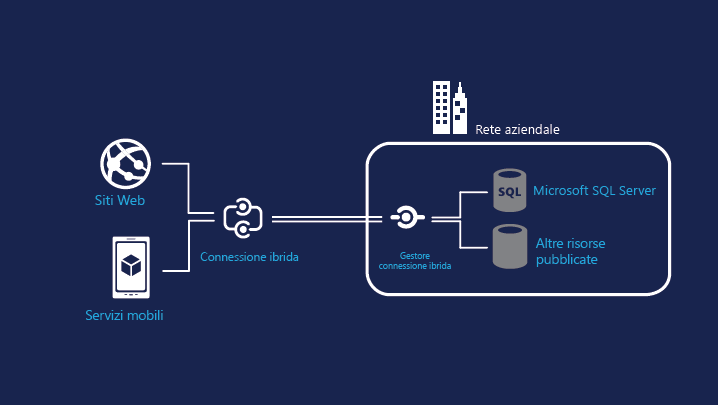 Rete aziendale
Siti Web
SQL
Microsoft SQL Server
Connessione ibrida
Gestore
connessione ibrida
Altre risorse
pubblicate
Servizi mobili